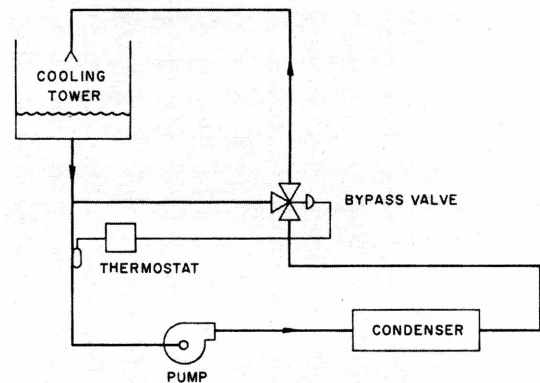 COOLING
TOWER
BYPASS VALVE
THERMOSTAT
CONDENSER
PUMP